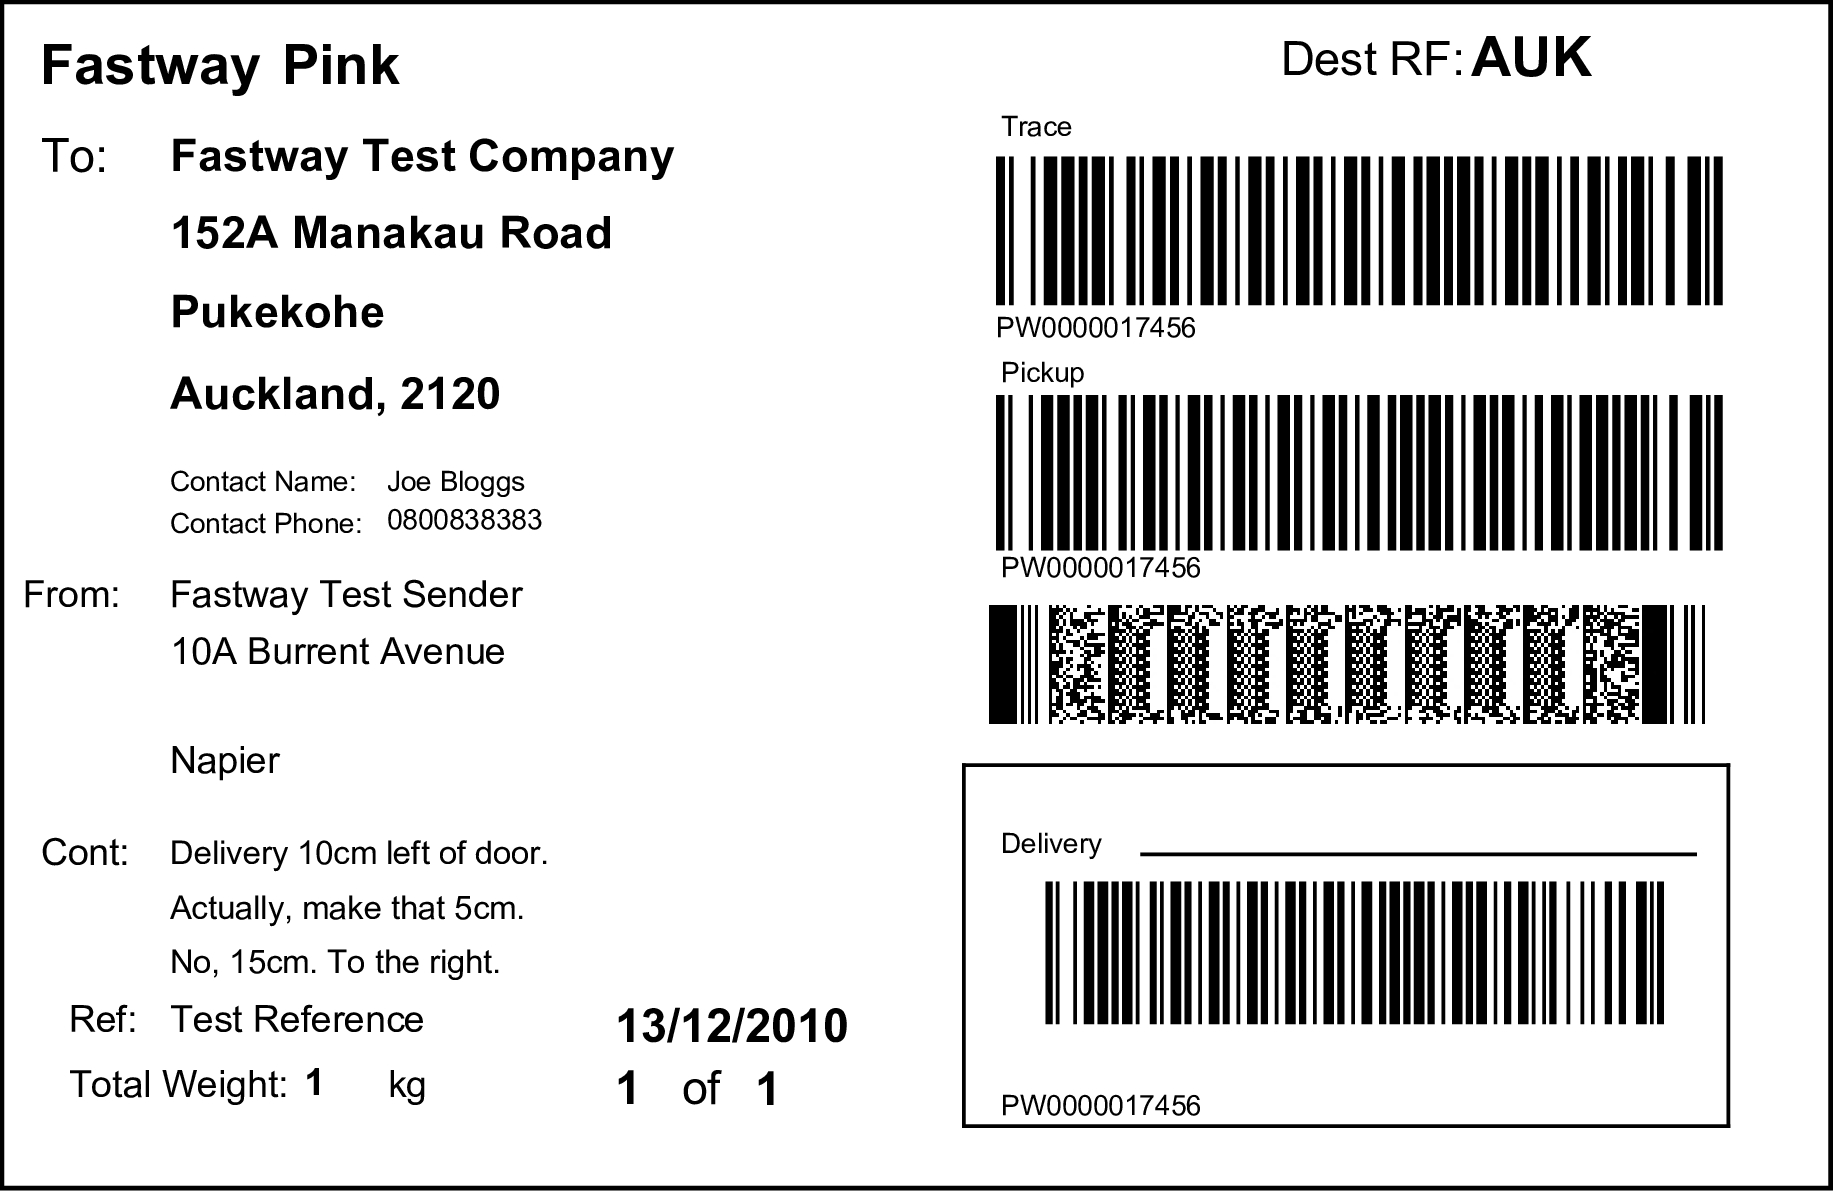 Fastway Pink
Dest RF: AUK
To: Fastway Test Company
152A Manakau Road
Pukekohe
Auckland, 2120
Contact Name: Joe Bloggs
Contact Phone: 0800838383
From: Fastway Test Sender
10A Burrent Avenue
Napier
Cont: Delivery 10cm left of door.
Actually, make that 5cm.
No, 15cm. To the right.
Ref: Test Reference
13/12/2010
Total Weight: 1 kg
1 of 1
Trace
PW0000017456
Pickup
PW0000017456
Delivery
PW0000017456